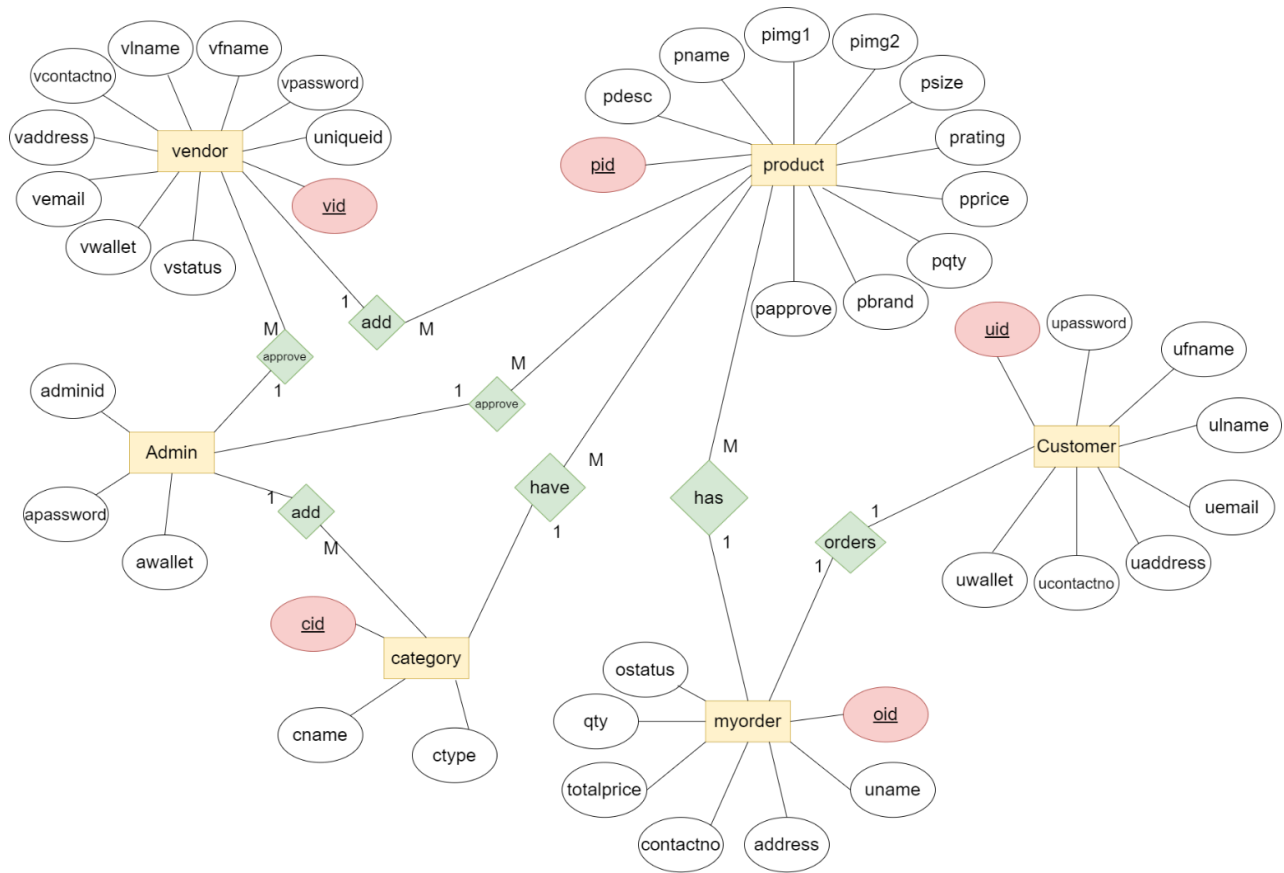 vlname
vfname
vcontactno
vpassword
vaddress
vendor
uniqueid
vemail
vid
vwallet
vstatus
pimg1
pimg2
pname
psize
pdesc
prating
pid
product
pprice
pqty
pbrand
papprove
1
add
M
M
approve
1
1
M
approve
adminid
Admin
apassword
awallet
1
add
M
M
have
1
M
has
1
uid
upassword
ufname
ulname
Customer
uemail
uaddress
ucontactno
uwallet
1
orders
1
cid
category
cname
ctype
ostatus
qty
myorder
oid
totalprice
uname
contactno
address